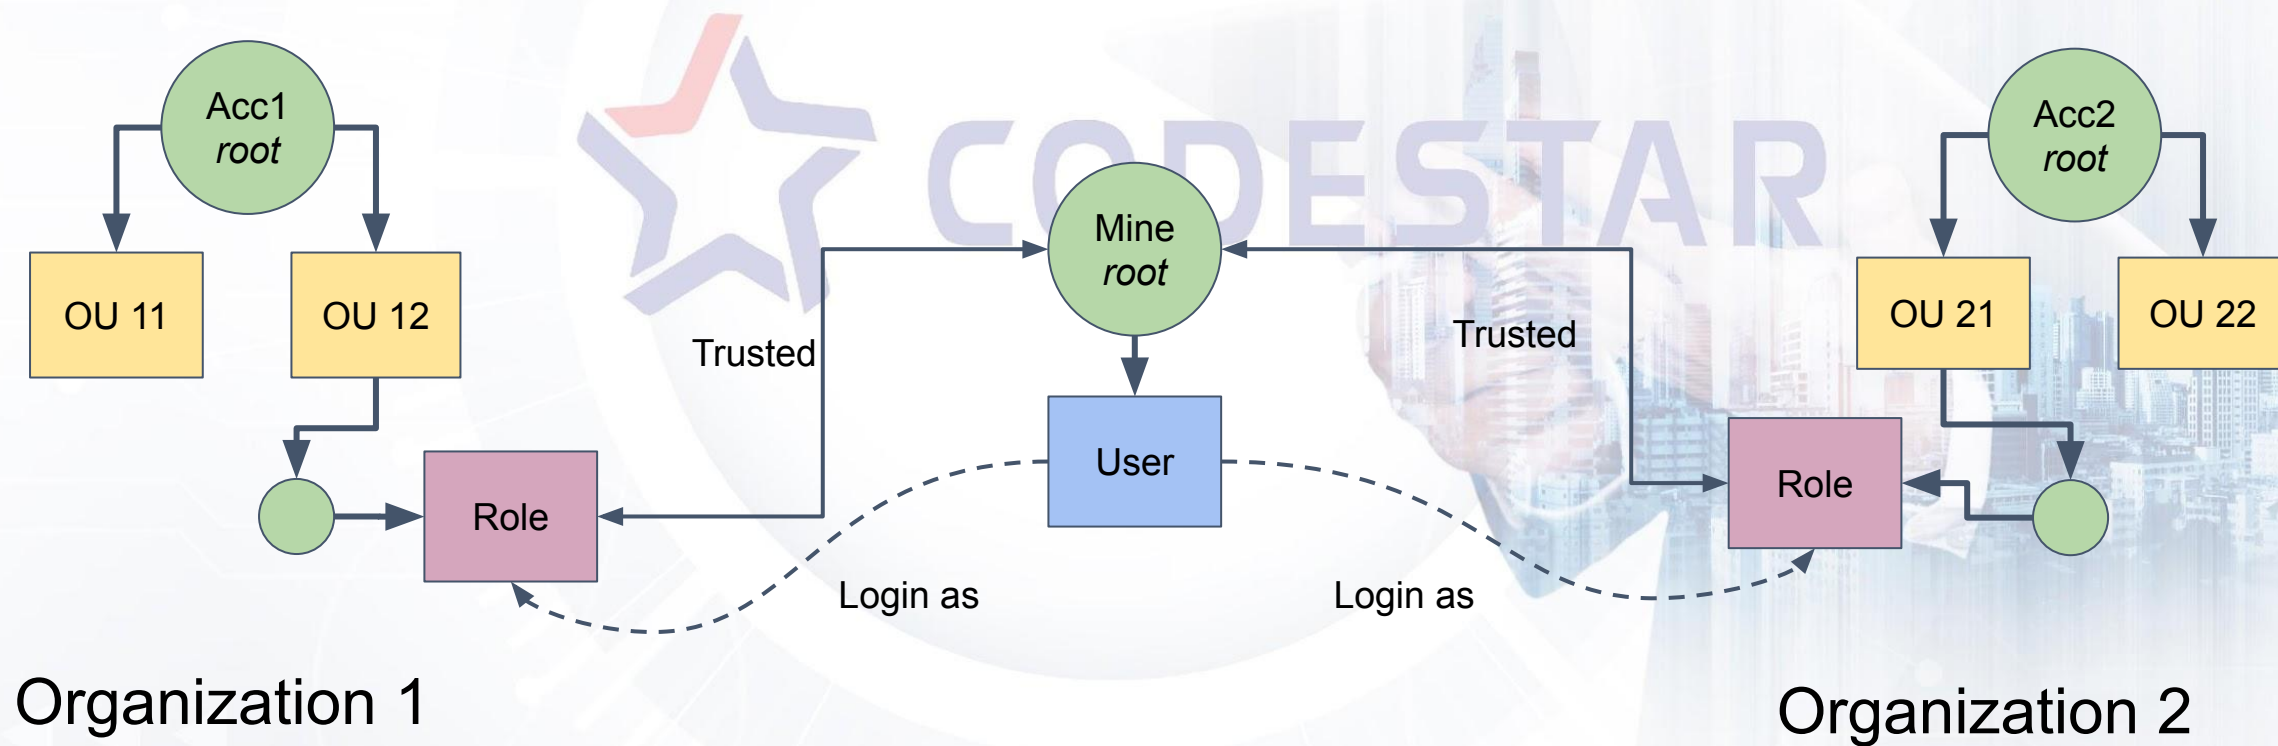 Acc1
root
OU 11
OU 12
Role
Trusted
CODESTAR
Mine
root
User
Login as
Login as
Trusted
Acc2
root
OU 21
OU 22
Role
Organization 1
Organization 2